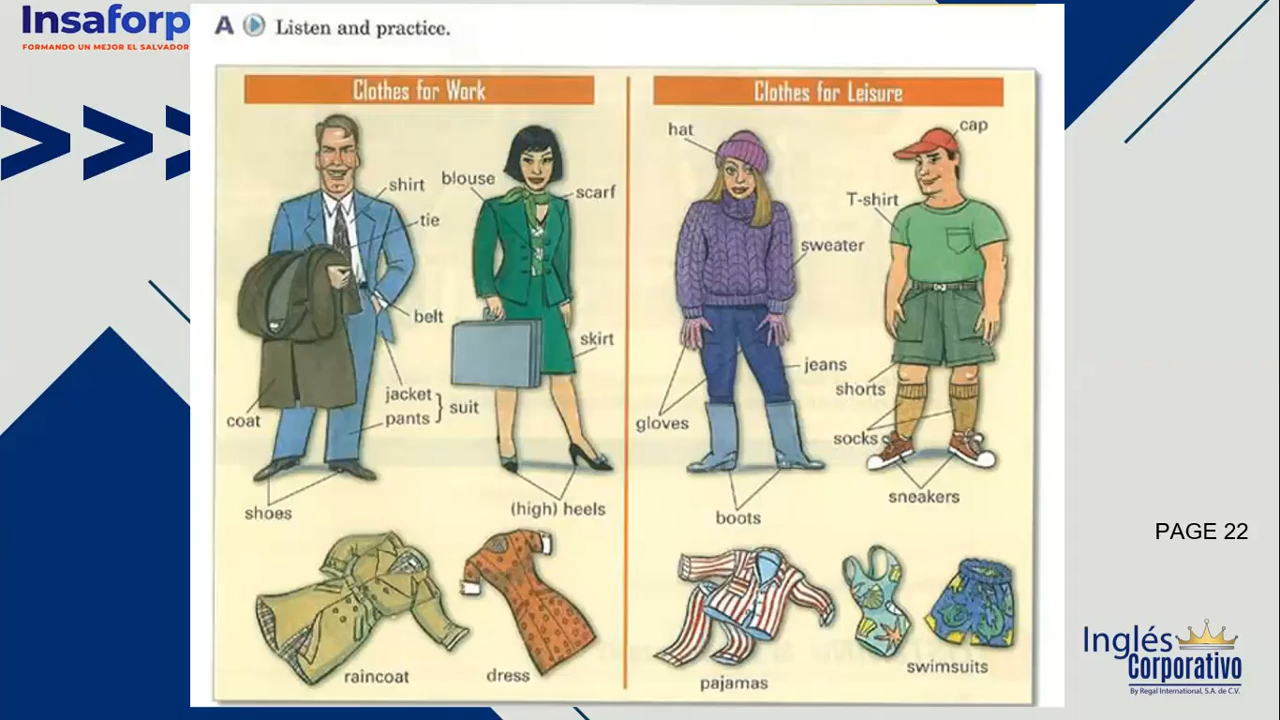 Insaforp
FORMANDO UN MEJOR EL SALVADOR
A Listen and practice.
Clothes for Work
shirt
tie
belt
jacket
pants
suit
coat
shoes
blouse
scarf
skirt
(high) heels
raincoat
dress
Clothes for Leisure
hat
sweater
jeans
gloves
boots
cap
T-shirt
shorts
socks
sneakers
pajamas
swimsuits
PAGE 22
Inglés
Corporativo
By Regal International, S.A. de C.V.